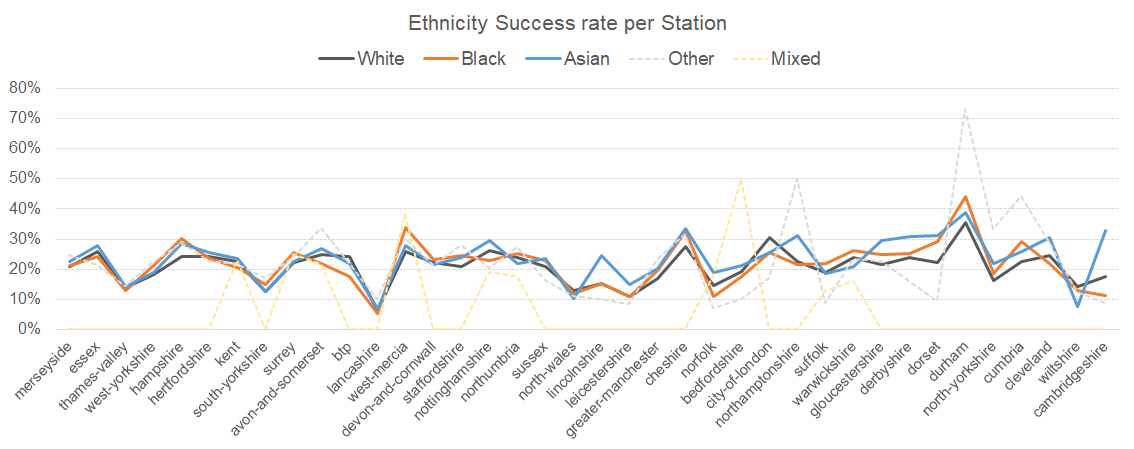 Ethnicity Success rate per Station
White Black Asian Other Mixed
80%
70%
60%
50%
40%
30%
20%
10%
0%
merseyside
essex
thames-valley
west-yorkshire
hampshire
hertfordshire
kent
south-yorkshire
surrey
avon-and-somerset
btp
lancashire
west-mercia
devon-and-cornwall
staffordshire
nottinghamshire
northumbria
sussex
north-wales
lincolnshire
leicestershire
greater-manchester
cheshire
norfolk
bedfordshire
city-of-london
northamptonshire
suffolk
warwickshire
gloucestershire
derbyshire
dorset
durham
north-yorkshire
cumbria
cleveland
wiltshire
cambridgeshire